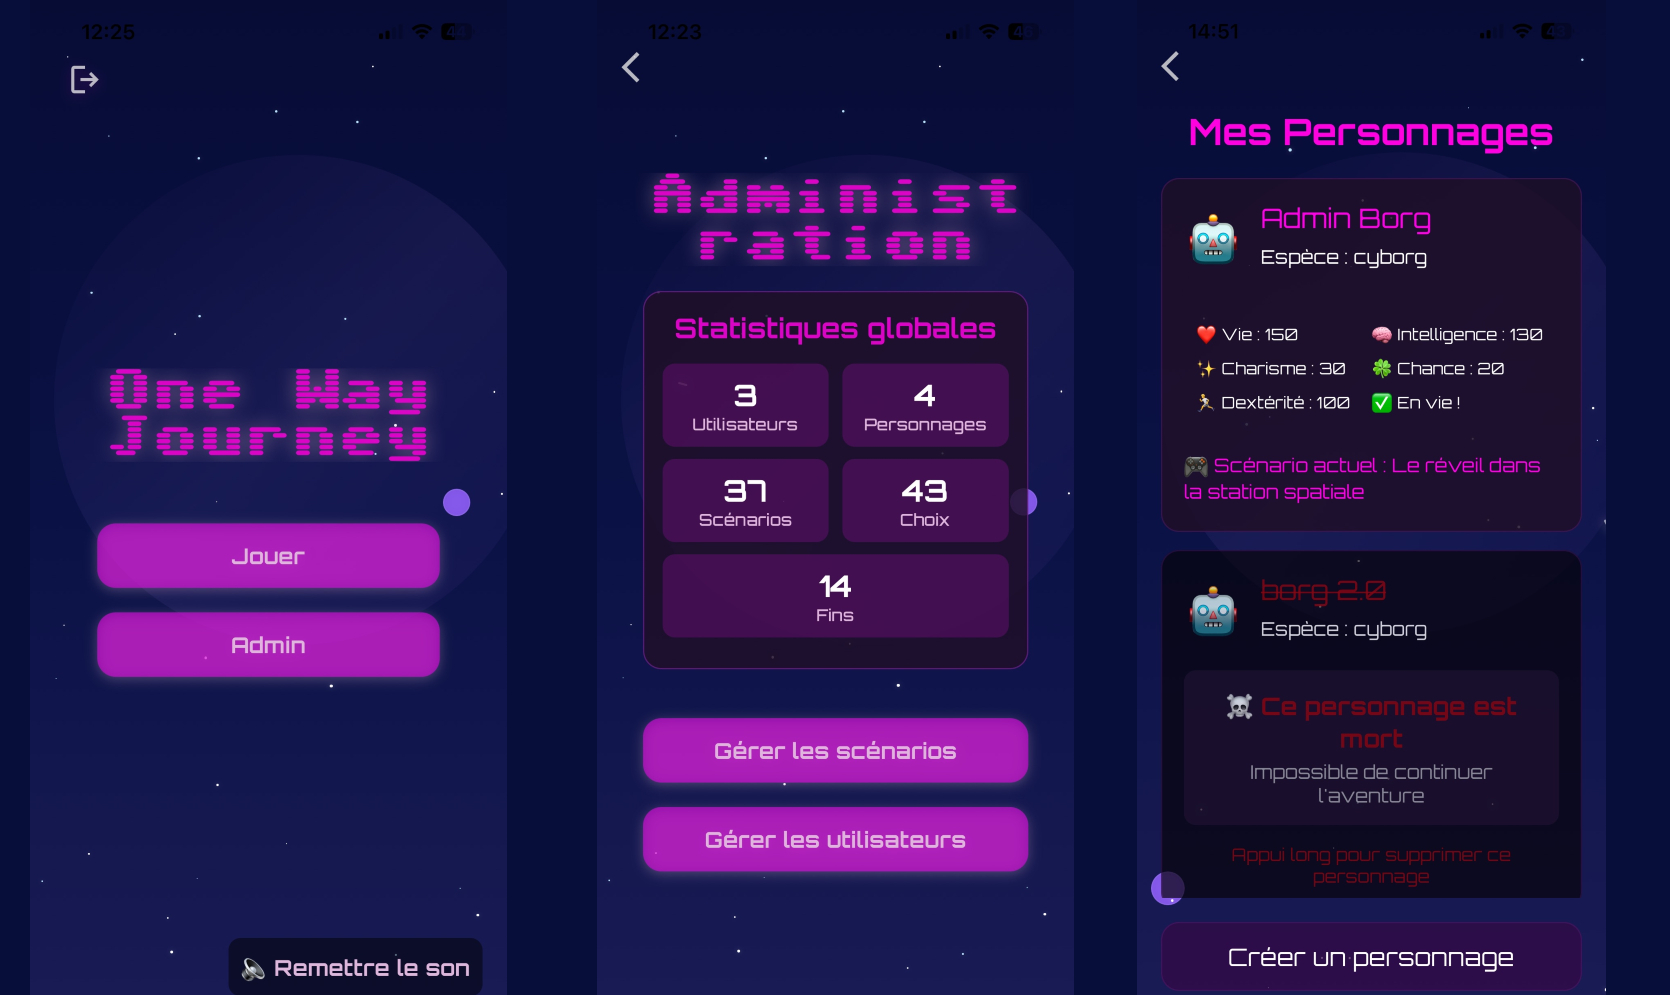 12:25
One Way
Journey
Jouer
Admin
🔈 Remettre le son
12:23
Administ
ration
Statistiques globales
3
Utilisateurs
4
Personnages
37
Scénarios
43
Choix
14
Fins
Gérer les scénarios
Gérer les utilisateurs
14:51
Mes Personnages
Admin Borg
Espèce : cyborg
❤️ Vie : 150
🧠 Intelligence : 130
✨ Charisme : 30
🍀 Chance : 20
🏃 Dextérité : 100
✅ En vie !
🎮 Scénario actuel : Le réveil dans
la station spatiale
borg 2.0
Espèce : cyborg
☠️ Ce personnage est
mort
Impossible de continuer
l'aventure
Appui long pour supprimer ce
personnage
Créer un personnage